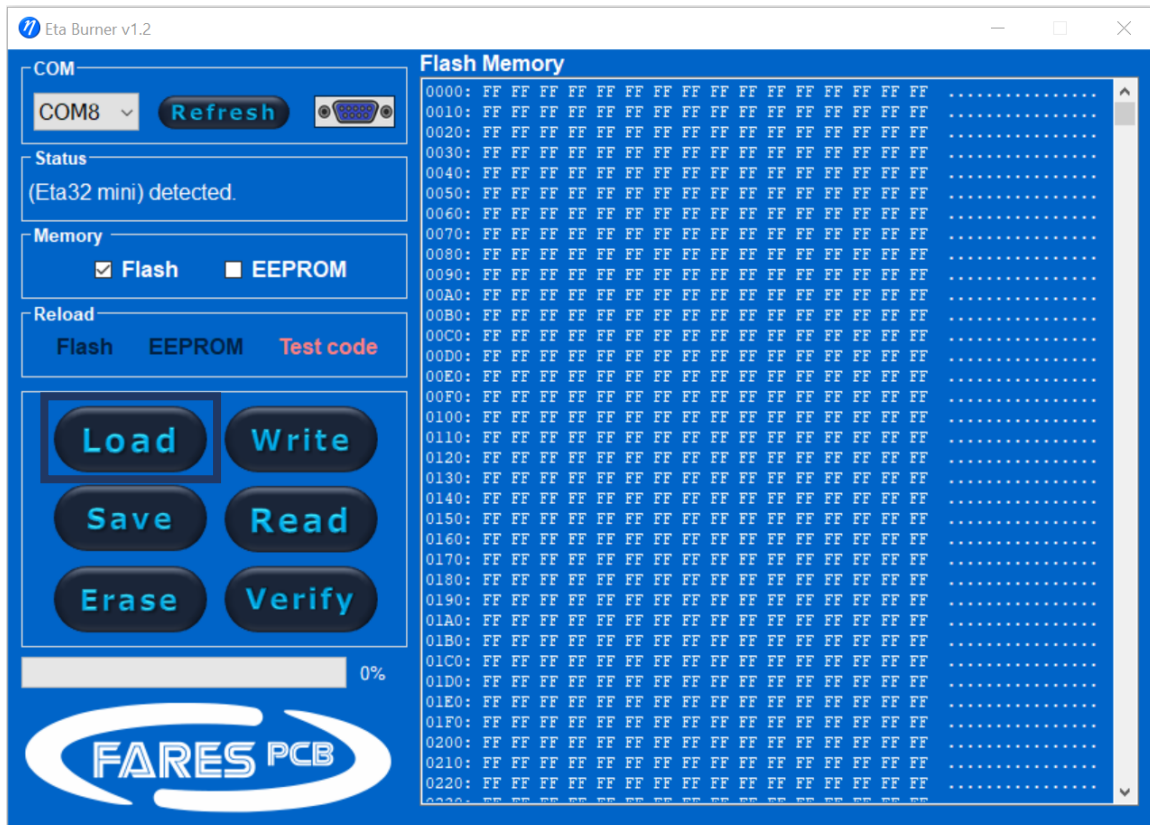 Eta Burner v1.2
COM
COM8
Refresh
Status
(Eta32 mini) detected.
Memory
Flash
EEPROM
Reload
Flash
EEPROM
Test code
Load
Write
Save
Read
Erase
Verify
0%
FARES PCB
Flash Memory
0000: FF FF FF FF FF FF FF FF FF FF FF FF FF FF FF FF ................
0010: FF FF FF FF FF FF FF FF FF FF FF FF FF FF FF FF ................
0020: FF FF FF FF FF FF FF FF FF FF FF FF FF FF FF FF ................
0030: FF FF FF FF FF FF FF FF FF FF FF FF FF FF FF FF ................
0040: FF FF FF FF FF FF FF FF FF FF FF FF FF FF FF FF ................
0050: FF FF FF FF FF FF FF FF FF FF FF FF FF FF FF FF ................
0060: FF FF FF FF FF FF FF FF FF FF FF FF FF FF FF FF ................
0070: FF FF FF FF FF FF FF FF FF FF FF FF FF FF FF FF ................
0080: FF FF FF FF FF FF FF FF FF FF FF FF FF FF FF FF ................
0090: FF FF FF FF FF FF FF FF FF FF FF FF FF FF FF FF ................
00A0: FF FF FF FF FF FF FF FF FF FF FF FF FF FF FF FF ................
00B0: FF FF FF FF FF FF FF FF FF FF FF FF FF FF FF FF ................
00C0: FF FF FF FF FF FF FF FF FF FF FF FF FF FF FF FF ................
00D0: FF FF FF FF FF FF FF FF FF FF FF FF FF FF FF FF ................
00E0: FF FF FF FF FF FF FF FF FF FF FF FF FF FF FF FF ................
00F0: FF FF FF FF FF FF FF FF FF FF FF FF FF FF FF FF ................
0100: FF FF FF FF FF FF FF FF FF FF FF FF FF FF FF FF ................
0110: FF FF FF FF FF FF FF FF FF FF FF FF FF FF FF FF ................
0120: FF FF FF FF FF FF FF FF FF FF FF FF FF FF FF FF ................
0130: FF FF FF FF FF FF FF FF FF FF FF FF FF FF FF FF ................
0140: FF FF FF FF FF FF FF FF FF FF FF FF FF FF FF FF ................
0150: FF FF FF FF FF FF FF FF FF FF FF FF FF FF FF FF ................
0160: FF FF FF FF FF FF FF FF FF FF FF FF FF FF FF FF ................
0170: FF FF FF FF FF FF FF FF FF FF FF FF FF FF FF FF ................
0180: FF FF FF FF FF FF FF FF FF FF FF FF FF FF FF FF ................
0190: FF FF FF FF FF FF FF FF FF FF FF FF FF FF FF FF ................
01A0: FF FF FF FF FF FF FF FF FF FF FF FF FF FF FF FF ................
01B0: FF FF FF FF FF FF FF FF FF FF FF FF FF FF FF FF ................
01C0: FF FF FF FF FF FF FF FF FF FF FF FF FF FF FF FF ................
01D0: FF FF FF FF FF FF FF FF FF FF FF FF FF FF FF FF ................
01E0: FF FF FF FF FF FF FF FF FF FF FF FF FF FF FF FF ................
01F0: FF FF FF FF FF FF FF FF FF FF FF FF FF FF FF FF ................
0200: FF FF FF FF FF FF FF FF FF FF FF FF FF FF FF FF ................
0210: FF FF FF FF FF FF FF FF FF FF FF FF FF FF FF FF ................
0220: FF FF FF FF FF FF FF FF FF FF FF FF FF FF FF FF ................